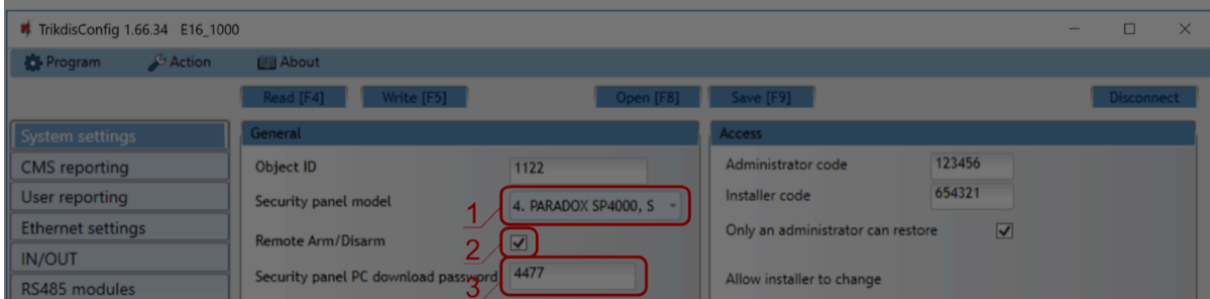 TrikdisConfig 1.66.34 E16_1000
Program Action About
Read [F4] Write [F5] Open [F8] Save [F9] Disconnect
System settings
CMS reporting
User reporting
Ethernet settings
IN/OUT
RS485 modules
General
Object ID 1122
Security panel model 1 4. PARADOX SP4000, S
Remote Arm/Disarm 2
Security panel PC download password 3 4477
Access
Administrator code 123456
Installer code 654321
Only an administrator can restore
Allow installer to change